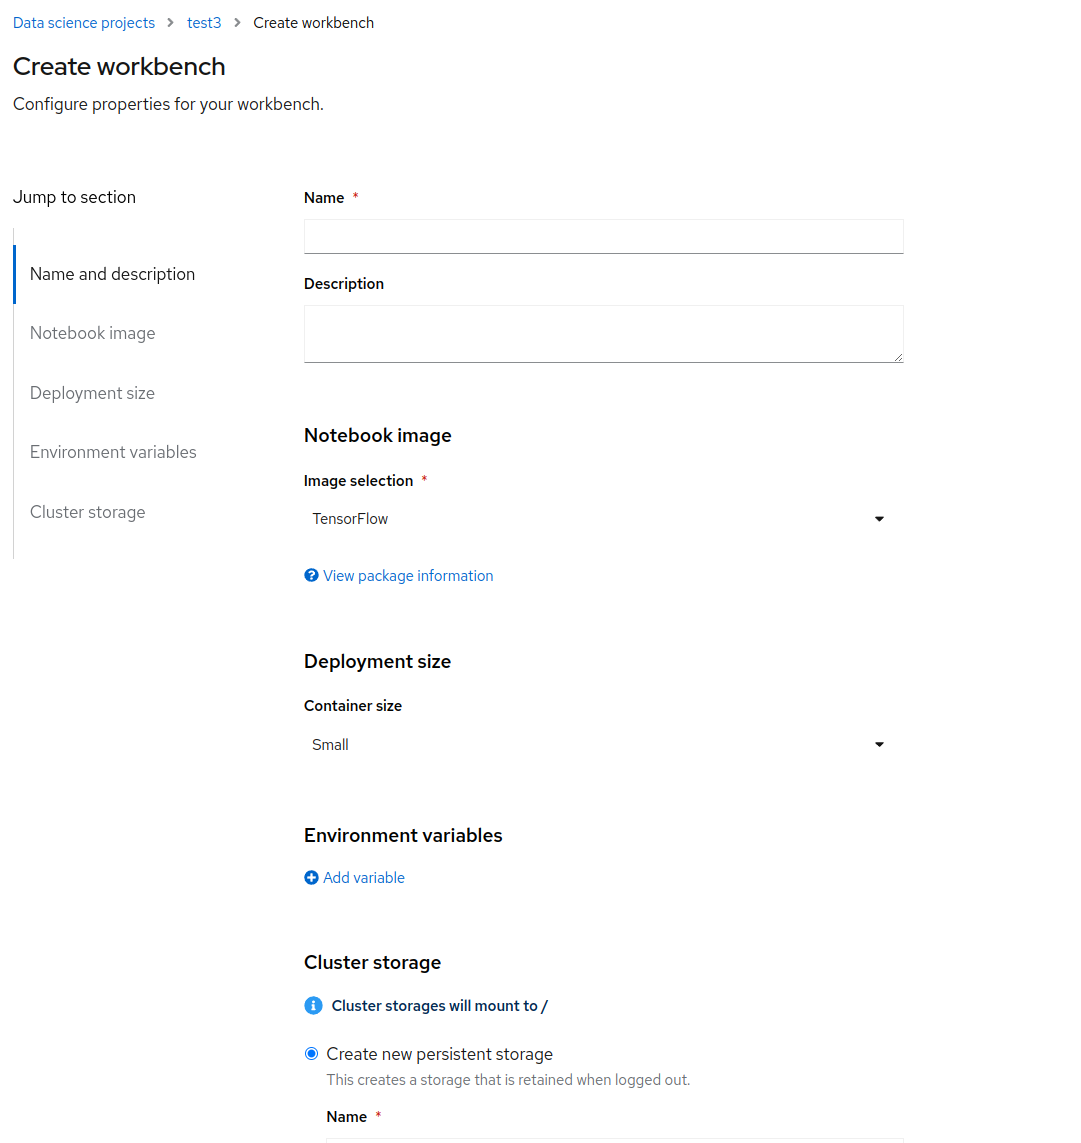 Data science projects > test3 > Create workbench
Create workbench
Configure properties for your workbench.
Jump to section
Name and description
Notebook image
Deployment size
Environment variables
Cluster storage
Name *
Description
Notebook image
Image selection *
TensorFlow
View package information
Deployment size
Container size
Small
Environment variables
Add variable
Cluster storage
Cluster storages will mount to /
Create new persistent storage
This creates a storage that is retained when logged out.
Name *